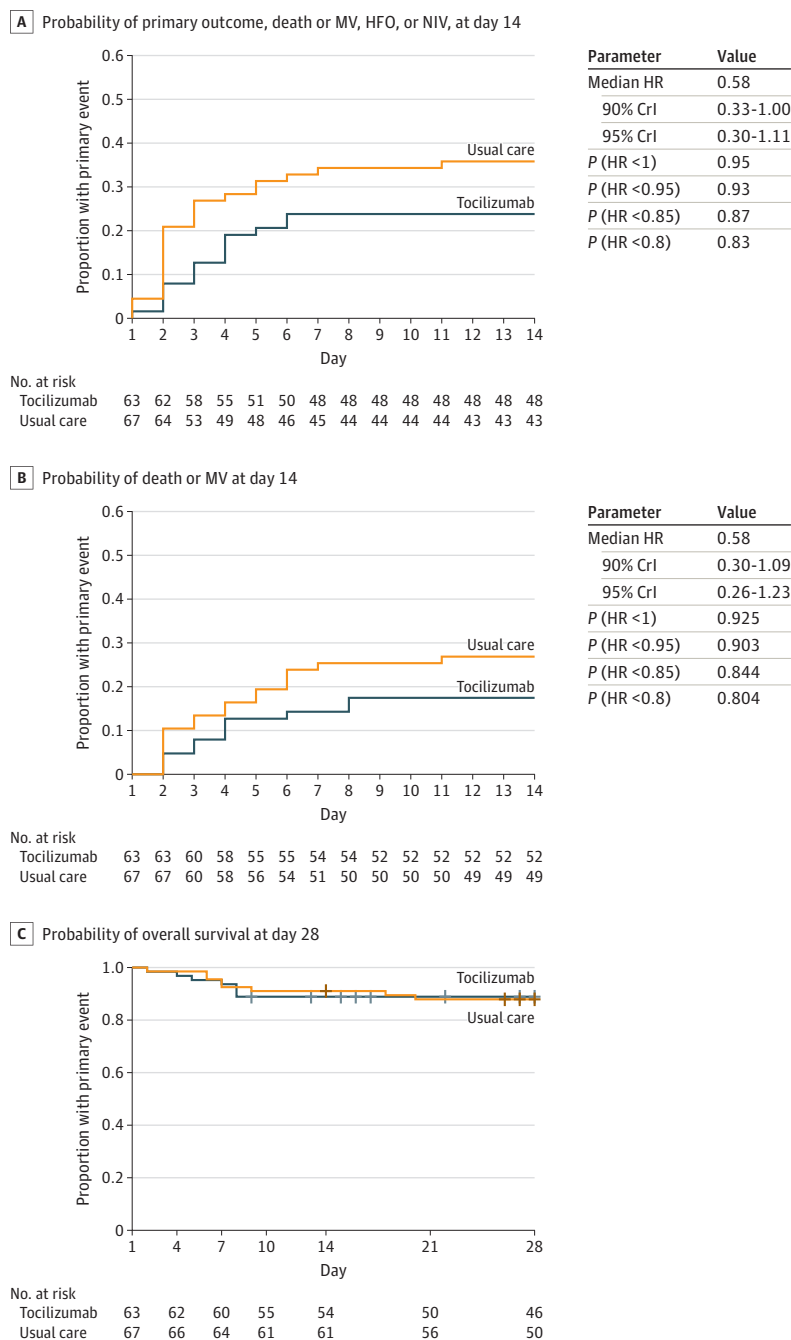 A Probability of primary outcome, death or MV, HFO, or NIV, at day 14
Proportion with primary event
0.6
0.5
0.4
0.3
0.2
0.1
0
Usual care
Tocilizumab
1 2 3 4 5 6 7 8 9 10 11 12 13 14
Day
No. at risk
Tocilizumab 63 62 58 55 51 50 48 48 48 48 48 48 48 48
Usual care 67 64 53 49 48 46 45 44 44 44 44 43 43 43
Parameter Value
Median HR 0.58
90% CrI 0.33-1.00
95% CrI 0.30-1.11
P (HR <1) 0.95
P (HR <0.95) 0.93
P (HR <0.85) 0.87
P (HR <0.8) 0.83
B Probability of death or MV at day 14
Proportion with primary event
0.6
0.5
0.4
0.3
0.2
0.1
0
Usual care
Tocilizumab
1 2 3 4 5 6 7 8 9 10 11 12 13 14
Day
No. at risk
Tocilizumab 63 63 60 58 55 55 54 54 52 52 52 52 52 52
Usual care 67 67 60 58 56 54 51 50 50 50 50 49 49 49
Parameter Value
Median HR 0.58
90% CrI 0.30-1.09
95% CrI 0.26-1.23
P (HR <1) 0.925
P (HR <0.95) 0.903
P (HR <0.85) 0.844
P (HR <0.8) 0.804
C Probability of overall survival at day 28
Proportion with primary event
1.0
0.8
0.6
0.4
0.2
0
Tocilizumab
Usual care
1 4 7 10 14 21 28
Day
No. at risk
Tocilizumab 63 62 60 55 54 50 46
Usual care 67 66 64 61 61 56 50